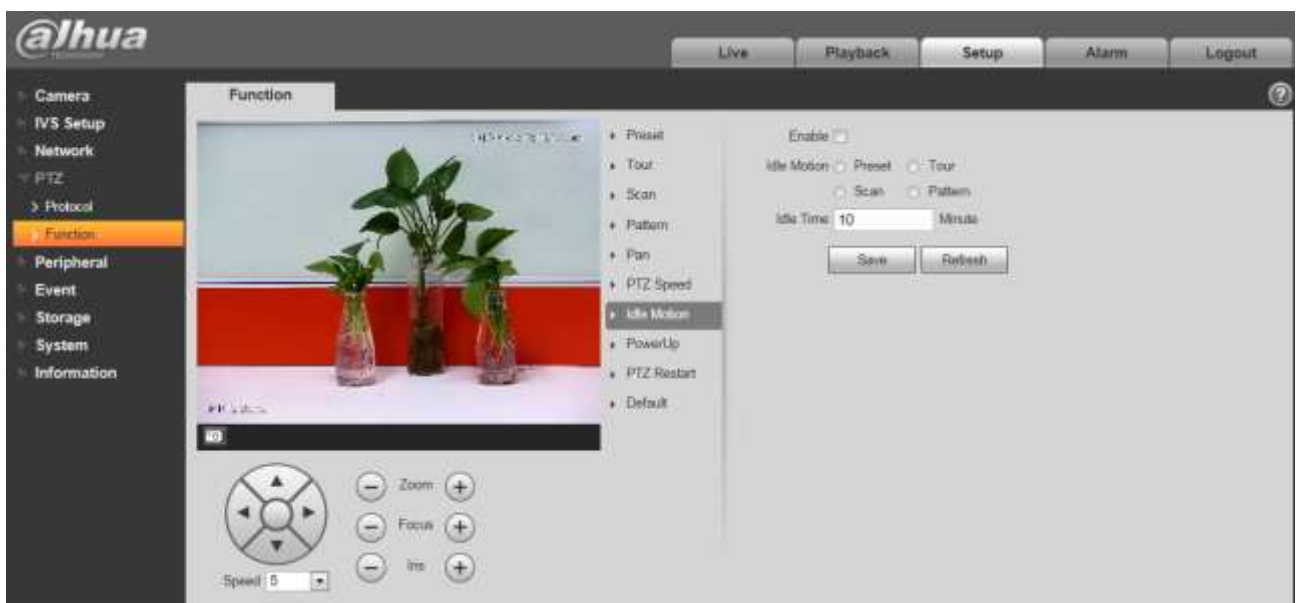 alhua
TECHNOLOGY
Live
Playback
Setup
Alarm
Logout
Camera
IVS Setup
Network
PTZ
Protocol
Function
Peripheral
Event
Storage
System
Information
Function
Preset
Tour
Scan
Pattern
Pan
PTZ Speed
Idle Motion
PowerUp
PTZ Restart
Default
Enable
Idle Motion Preset Tour
Scan Pattern
Idle Time 10 Minute
Save Refresh
Zoom
Focus
Iris
Speed 5